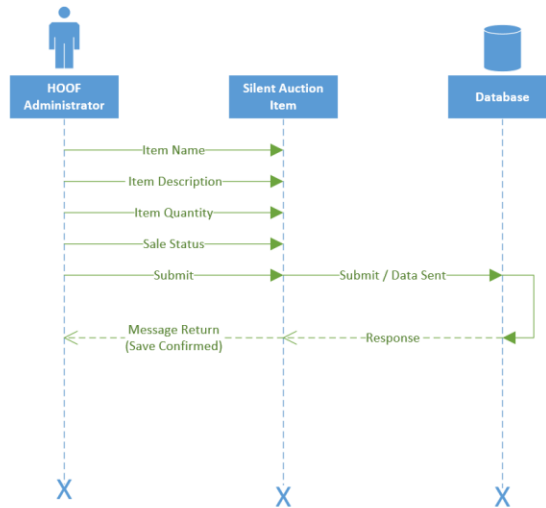 HOOF
Administrator
Silent Auction
Item
Database
Item Name
Item Description
Item Quantity
Sale Status
Submit
Submit / Data Sent
Message Return
(Save Confirmed)
Response
X
X
X